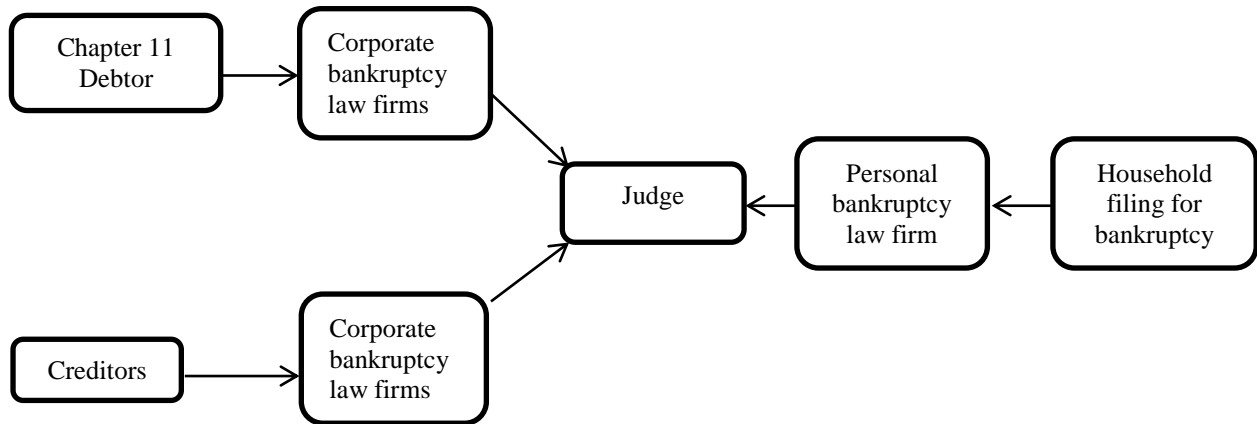 Chapter 11
Debtor
Corporate
bankruptcy
law firms
Judge
Personal
bankruptcy
law firm
Household
filing for
bankruptcy
Creditors
Corporate
bankruptcy
law firms